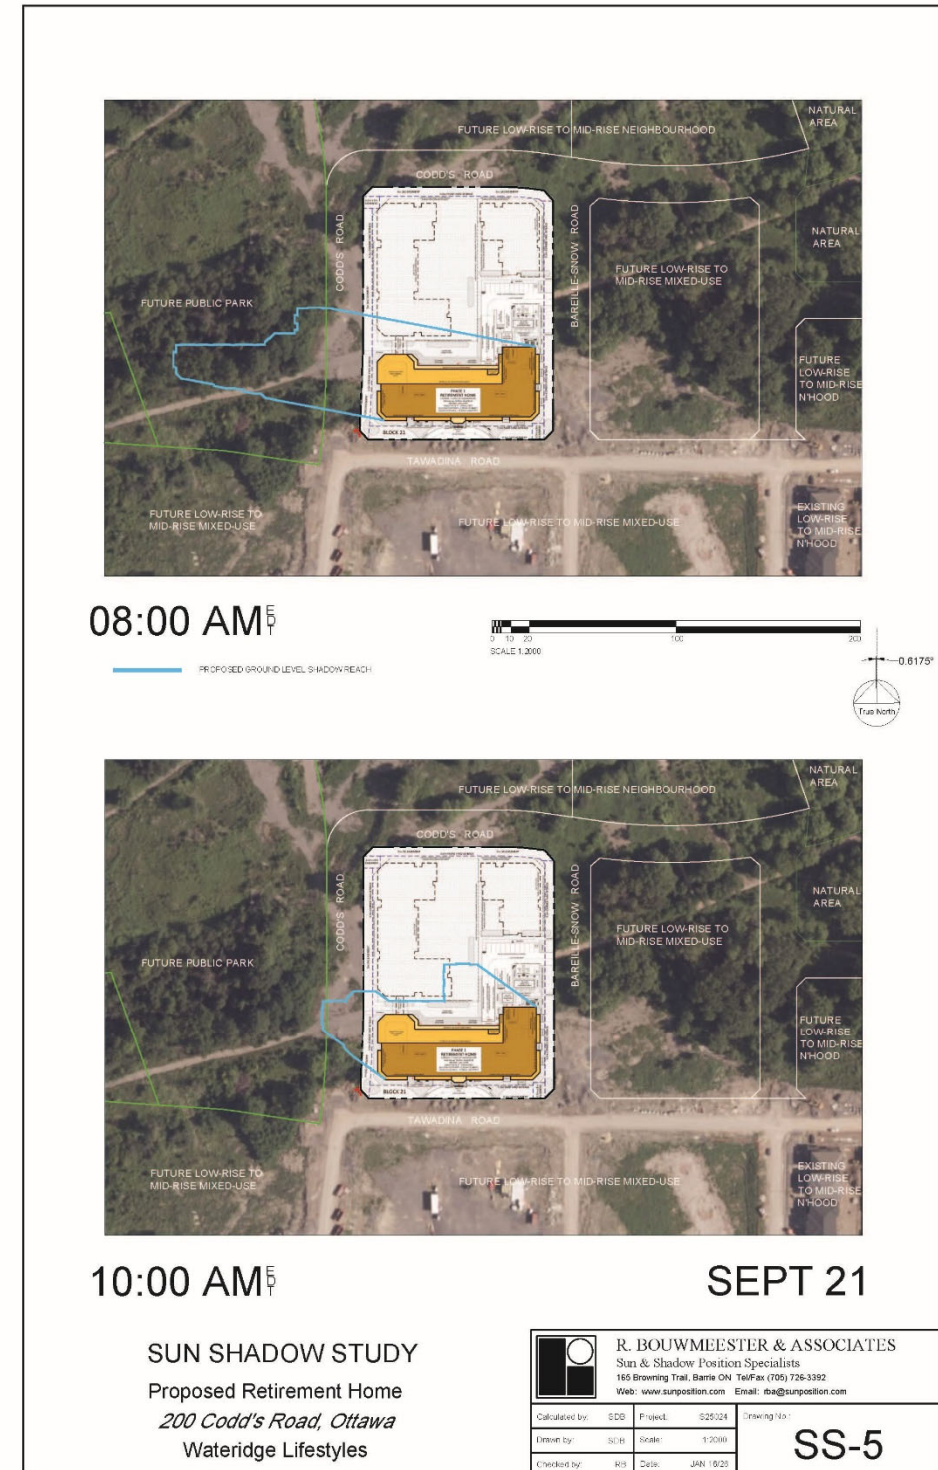 NATURAL
AREA
FUTURE LOW-RISE TO MID-RISE NEIGHBOURHOOD
CODD'S ROAD
CODD'S ROAD
BAREILLE-SNOW ROAD
NATURAL
AREA
FUTURE LOW-RISE TO
MID-RISE MIXED-USE
FUTURE PUBLIC PARK
FUTURE
LOW-RISE
TO MID-RISE
N'HOOD
PHASE 1
RETIREMENT HOME
BLOCK 21
TAWADINA ROAD
FUTURE LOW-RISE TO
MID-RISE MIXED-USE
FUTURE LOW-RISE TO MID-RISE MIXED-USE
EXISTING
LOW-RISE
TO MID-RISE
N'HOOD
08:00 AM EDT
PROPOSED GROUND LEVEL SHADOW REACH
0 10 20 100 200
SCALE 1:2000
0.6175°
True North
NATURAL
AREA
FUTURE LOW-RISE TO MID-RISE NEIGHBOURHOOD
CODD'S ROAD
CODD'S ROAD
BAREILLE-SNOW ROAD
NATURAL
AREA
FUTURE LOW-RISE TO
MID-RISE MIXED-USE
FUTURE PUBLIC PARK
FUTURE
LOW-RISE
TO MID-RISE
N'HOOD
PHASE 1
RETIREMENT HOME
BLOCK 21
TAWADINA ROAD
FUTURE LOW-RISE TO
MID-RISE MIXED-USE
FUTURE LOW-RISE TO MID-RISE MIXED-USE
EXISTING
LOW-RISE
TO MID-RISE
N'HOOD
10:00 AM EDT
SEPT 21
SUN SHADOW STUDY
Proposed Retirement Home
200 Codd's Road, Ottawa
Wateridge Lifestyles
R. BOUWMEESTER & ASSOCIATES
Sun & Shadow Position Specialists
165 Browning Trail, Barrie ON Tel/Fax (705) 726-3392
Web: www.sunposition.com Email: rba@sunposition.com
Calculated by: SDB Project: S25024 Drawing No.:
Drawn by: SDB Scale: 1:2000
SS-5
Checked by: RB Date: JAN 16/26